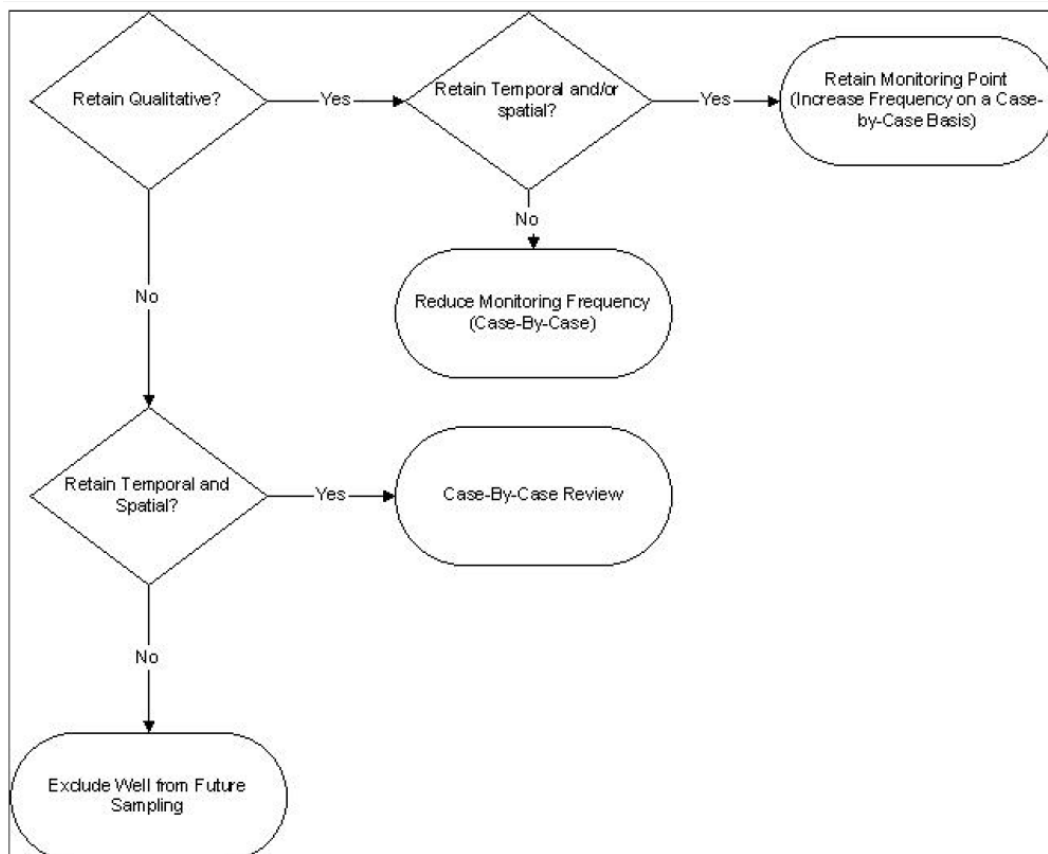 Retain Qualitative?
Yes
Retain Temporal and/or
spatial?
Yes
Retain Monitoring Point
(Increase Frequency on a Case-
by-Case Basis)
No
Reduce Monitoring Frequency
(Case-By-Case)
No
Retain Temporal and
Spatial?
Yes
Case-By-Case Review
No
Exclude Well from Future
Sampling